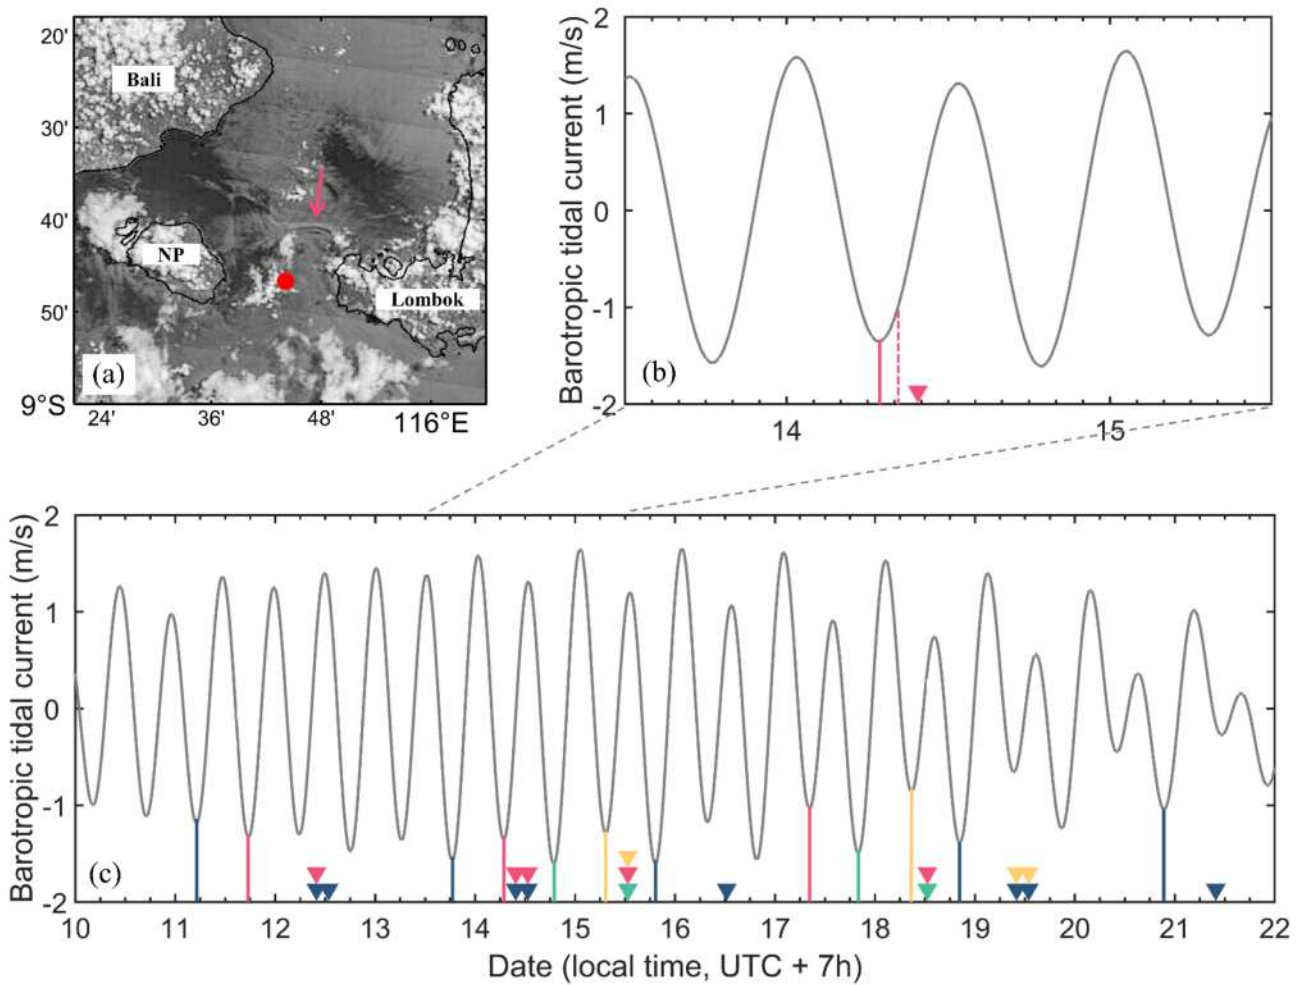 20'
30'
40'
50'
9°S
24'
36'
48'
116°E
Bali
NP
Lombok
(a)
Barotropic tidal current (m/s)
2
1
0
-1
-2
14
15
(b)
Barotropic tidal current (m/s)
2
1
0
-1
-2
(c)
10 11 12 13 14 15 16 17 18 19 20 21 22
Date (local time, UTC + 7h)